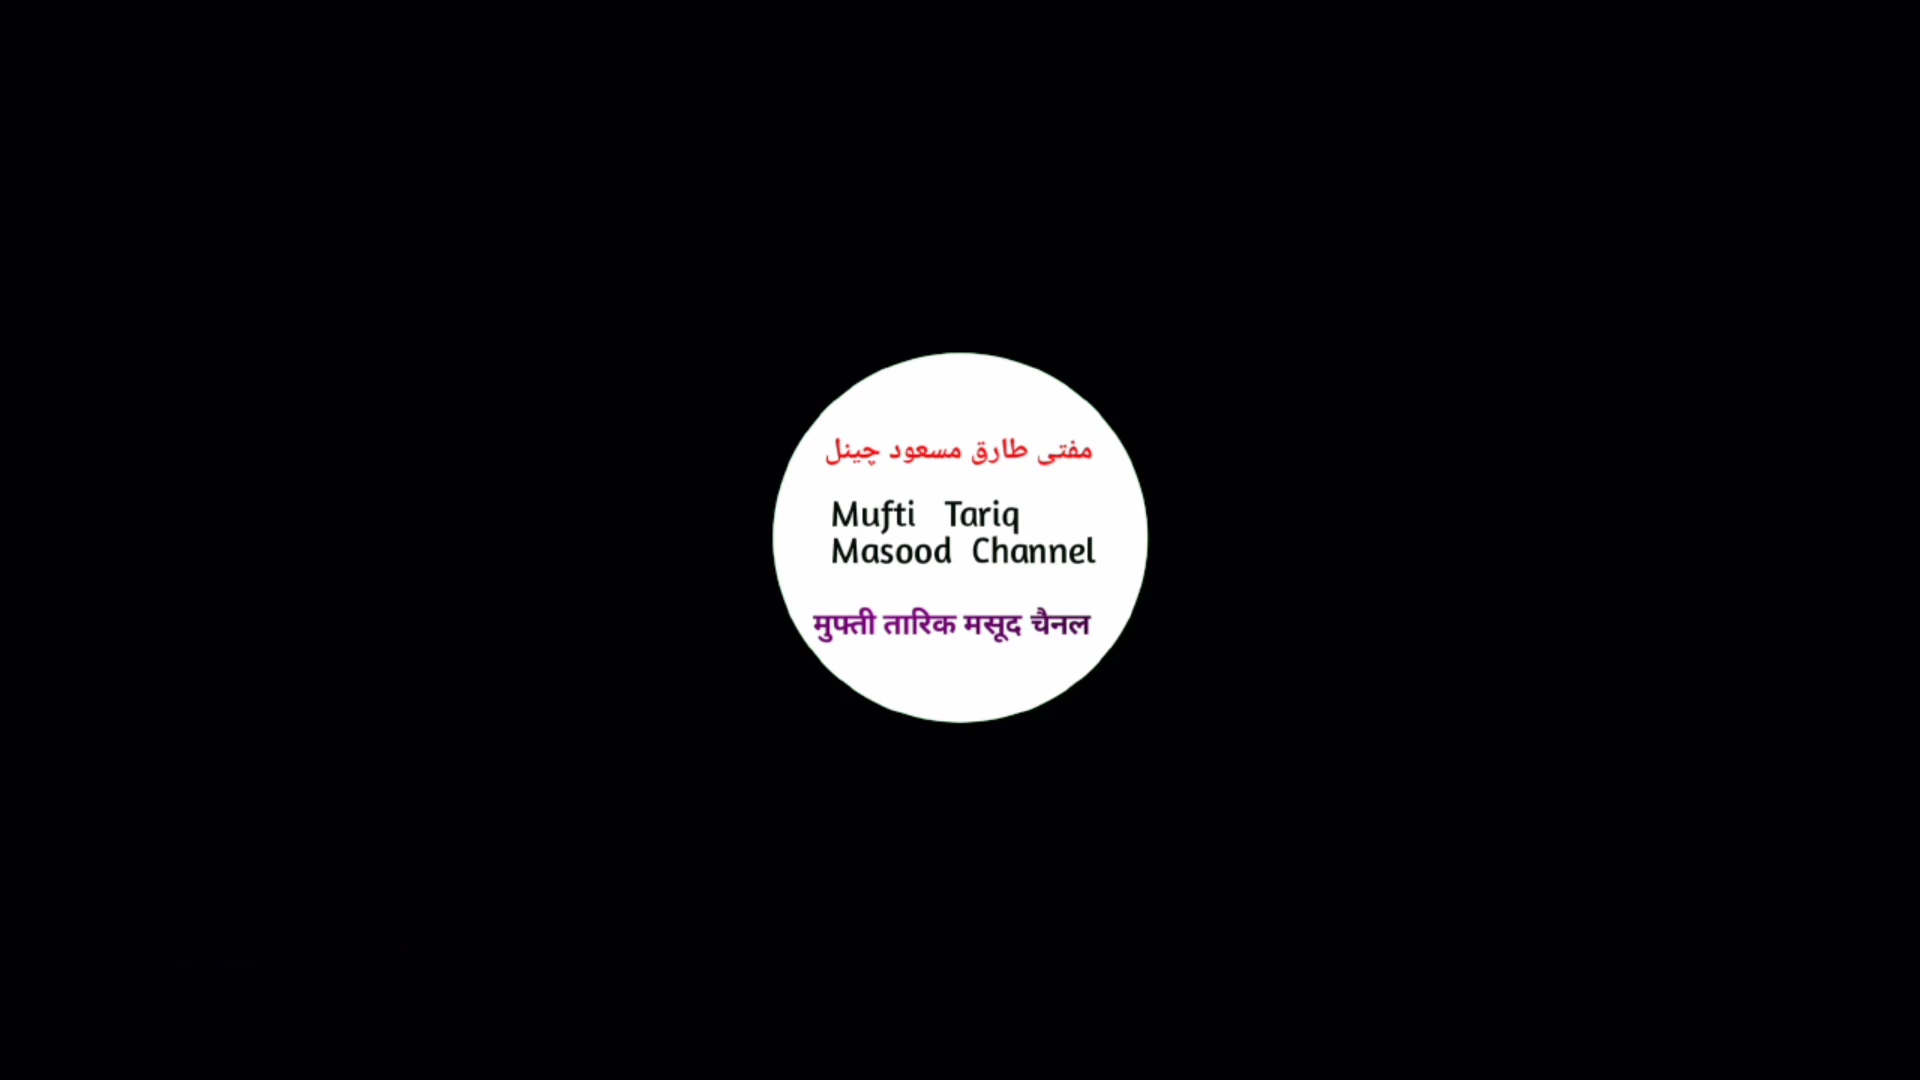 مفتی طارق مسعود چینل
Mufti Tariq
Masood Channel
मुफ्ती तारिक मसूद चैनल